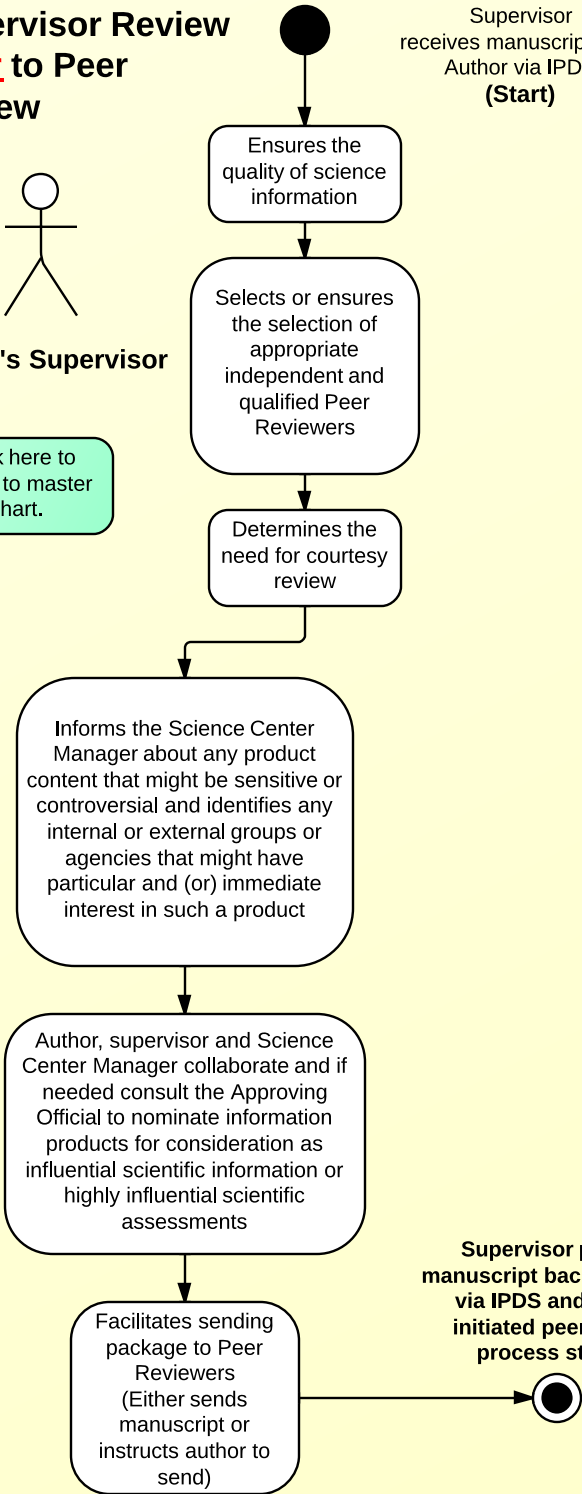 ervisor Review
r to Peer
ew
Supervisor
receives manuscrip
Author via IPD
(Start)
Ensures the
quality of science
information
Selects or ensures
the selection of
appropriate
independent and
qualified Peer
Reviewers
's Supervisor
k here to
to master
hart.
Determines the
need for courtesy
review
Informs the Science Center
Manager about any product
content that might be sensitive or
controversial and identifies any
internal or external groups or
agencies that might have
particular and (or) immediate
interest in such a product
Author, supervisor and Science
Center Manager collaborate and if
needed consult the Approving
Official to nominate information
products for consideration as
influential scientific information or
highly influential scientific
assessments
Supervisor p
manuscript bac
via IPDS and
initiated peer
process st
Facilitates sending
package to Peer
Reviewers
(Either sends
manuscript or
instructs author to
send)